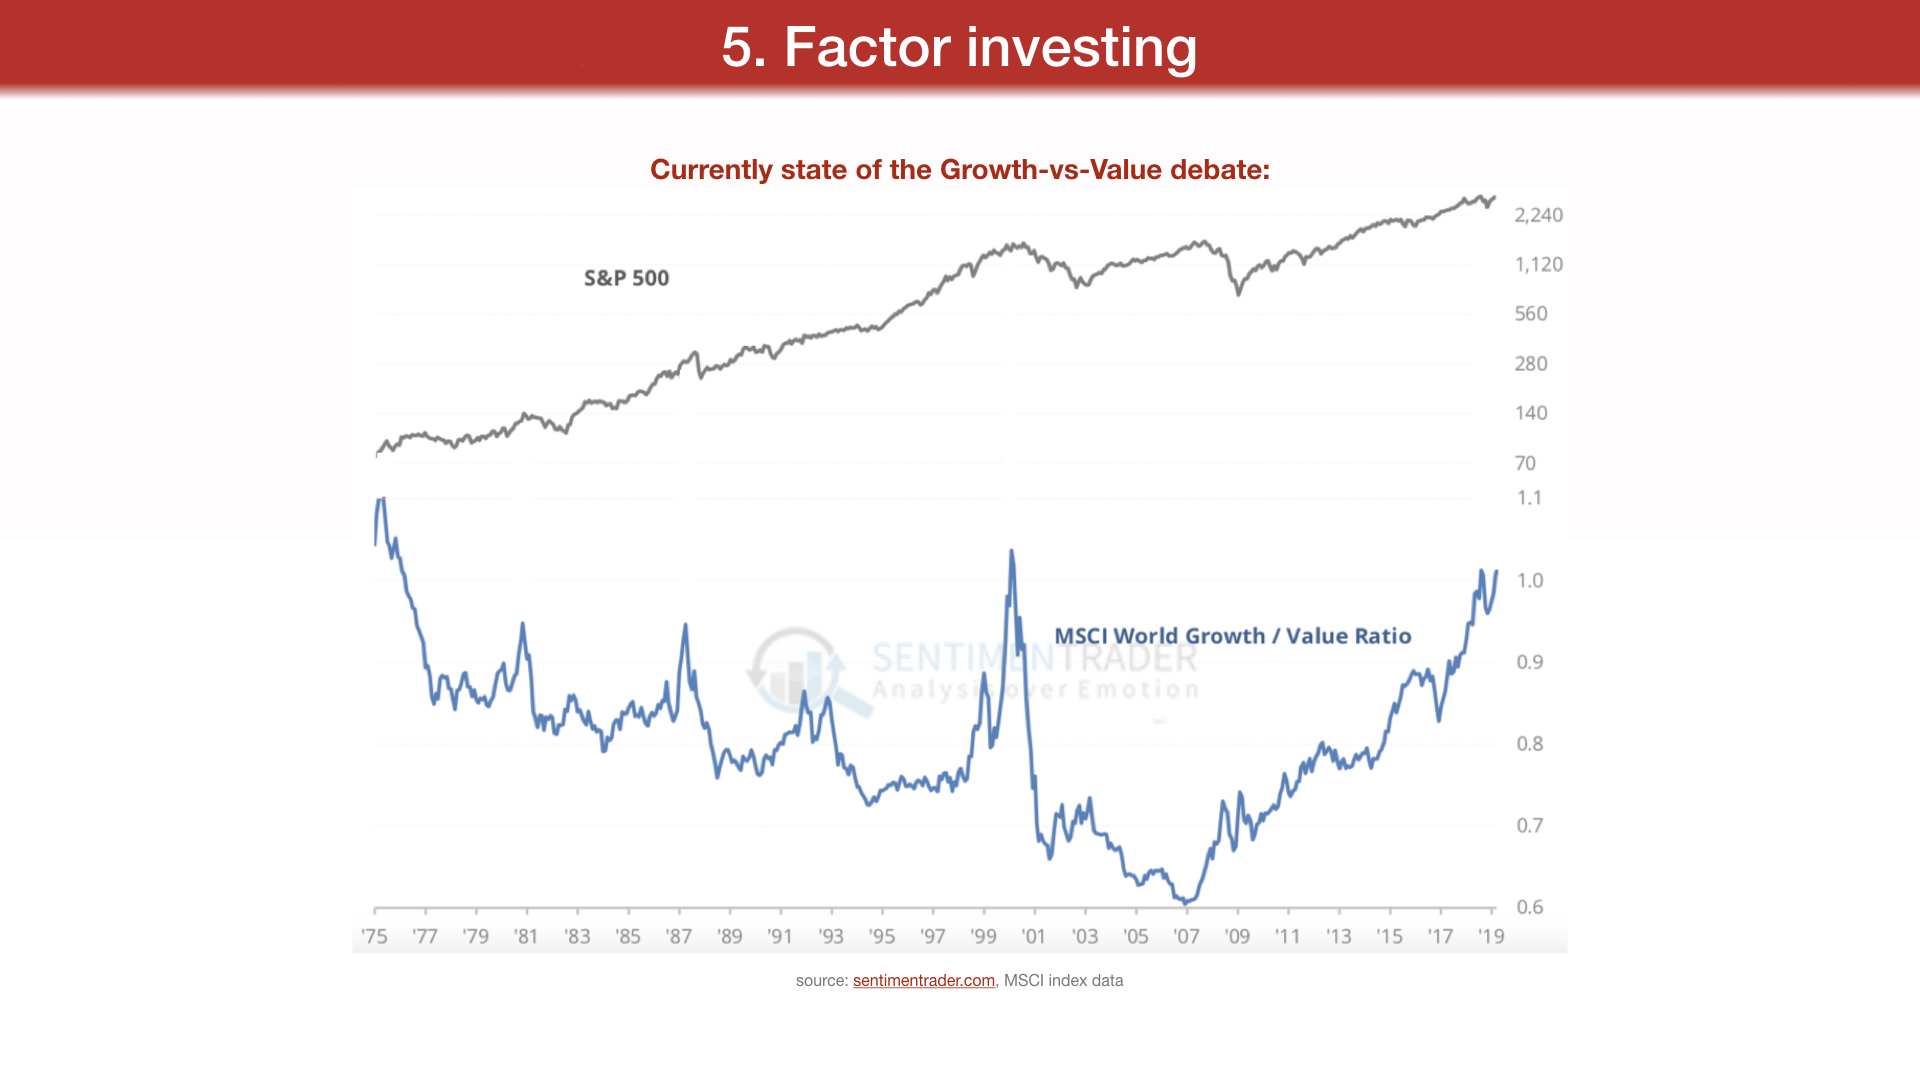 5. Factor investing
Currently state of the Growth-vs-Value debate:
S&P 500
2,240
1,120
560
280
140
70
1.1
1.0
MSCI World Growth / Value Ratio
SENTIMENTRADER
Analysis over Emotion
0.9
0.8
0.7
0.6
'75 '77 '79 '81 '83 '85 '87 '89 '91 '93 '95 '97 '99 '01 '03 '05 '07 '09 '11 '13 '15 '17 '19
source: sentimentrader.com, MSCI index data